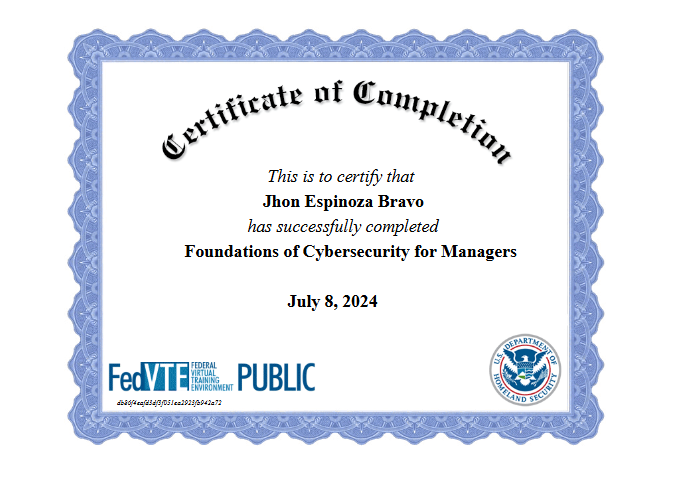 Certificate of Completion
This is to certify that
Jhon Espinoza Bravo
has successfully completed
Foundations of Cybersecurity for Managers
July 8, 2024
FedVTE FEDERAL VIRTUAL TRAINING ENVIRONMENT PUBLIC
U.S. DEPARTMENT OF HOMELAND SECURITY